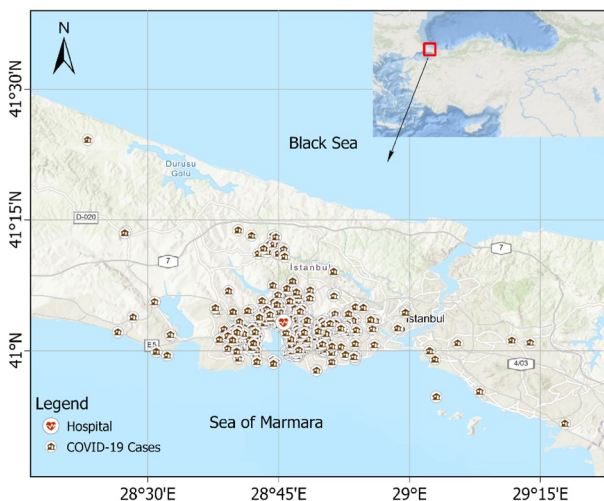 N
41°30'N
Black Sea
Durusu
Gölü
41°15'N
D-020
7
7
İstanbul
İstanbul
41°N
E5
4/03
Legend
Hospital
COVID-19 Cases
Sea of Marmara
28°30'E
28°45'E
29°E
29°15'E